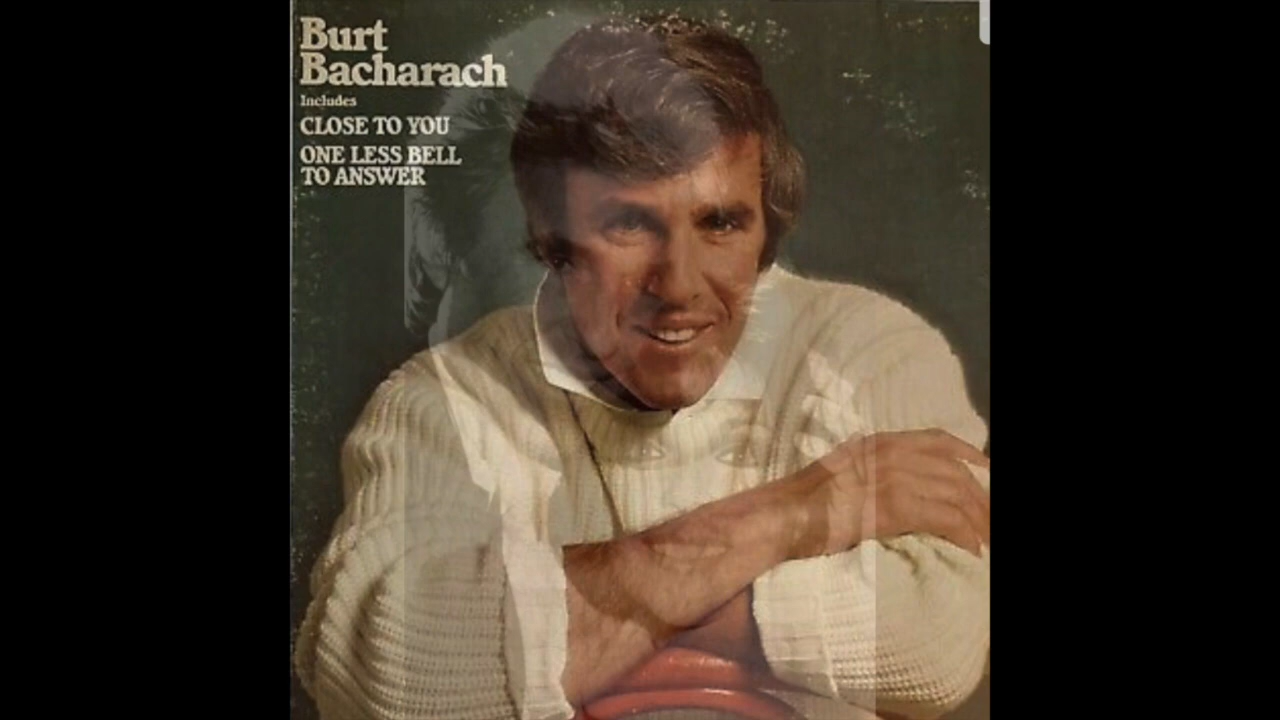 Burt
Bacharach
Includes
CLOSE TO YOU
ONE LESS BELL
TO ANSWER